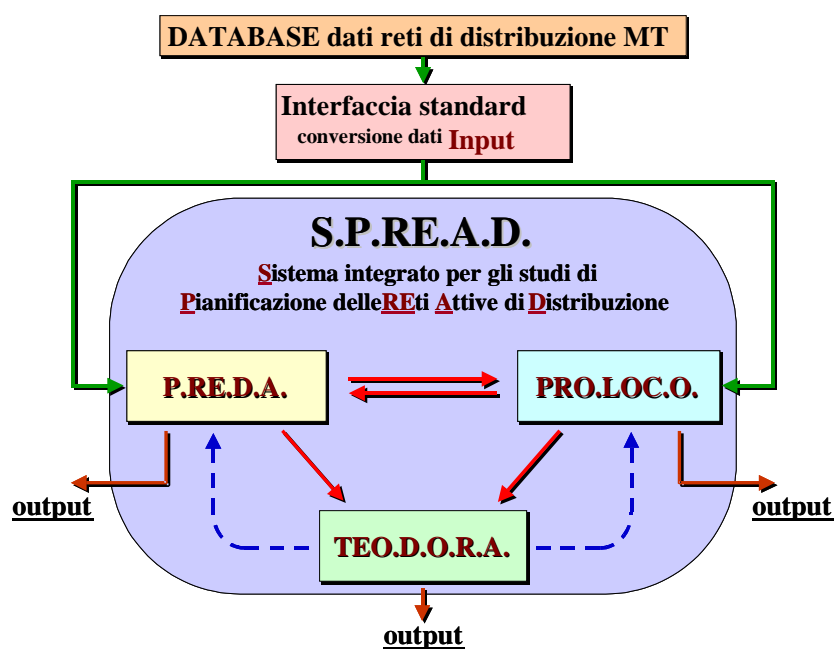 DATABASE dati reti di distribuzione MT
Interfaccia standard
conversione dati Input
S.P.RE.A.D.
Sistema integrato per gli studi di
Pianificazione delleREti Attive di Distribuzione
P.RE.D.A.
PRO.LOC.O.
output
output
TEO.D.O.R.A.
output